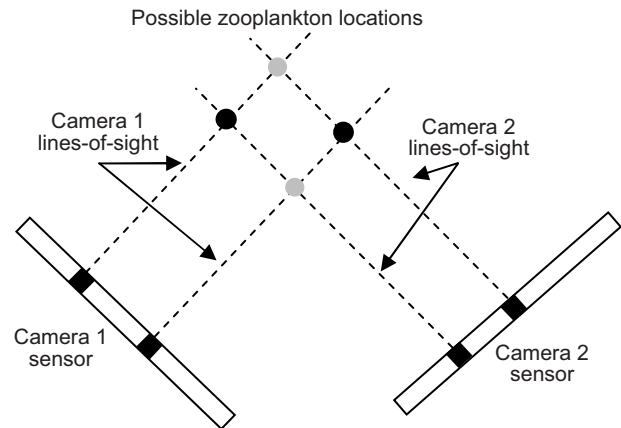 Possible zooplankton locations
Camera 1
lines-of-sight
Camera 2
lines-of-sight
Camera 1
sensor
Camera 2
sensor